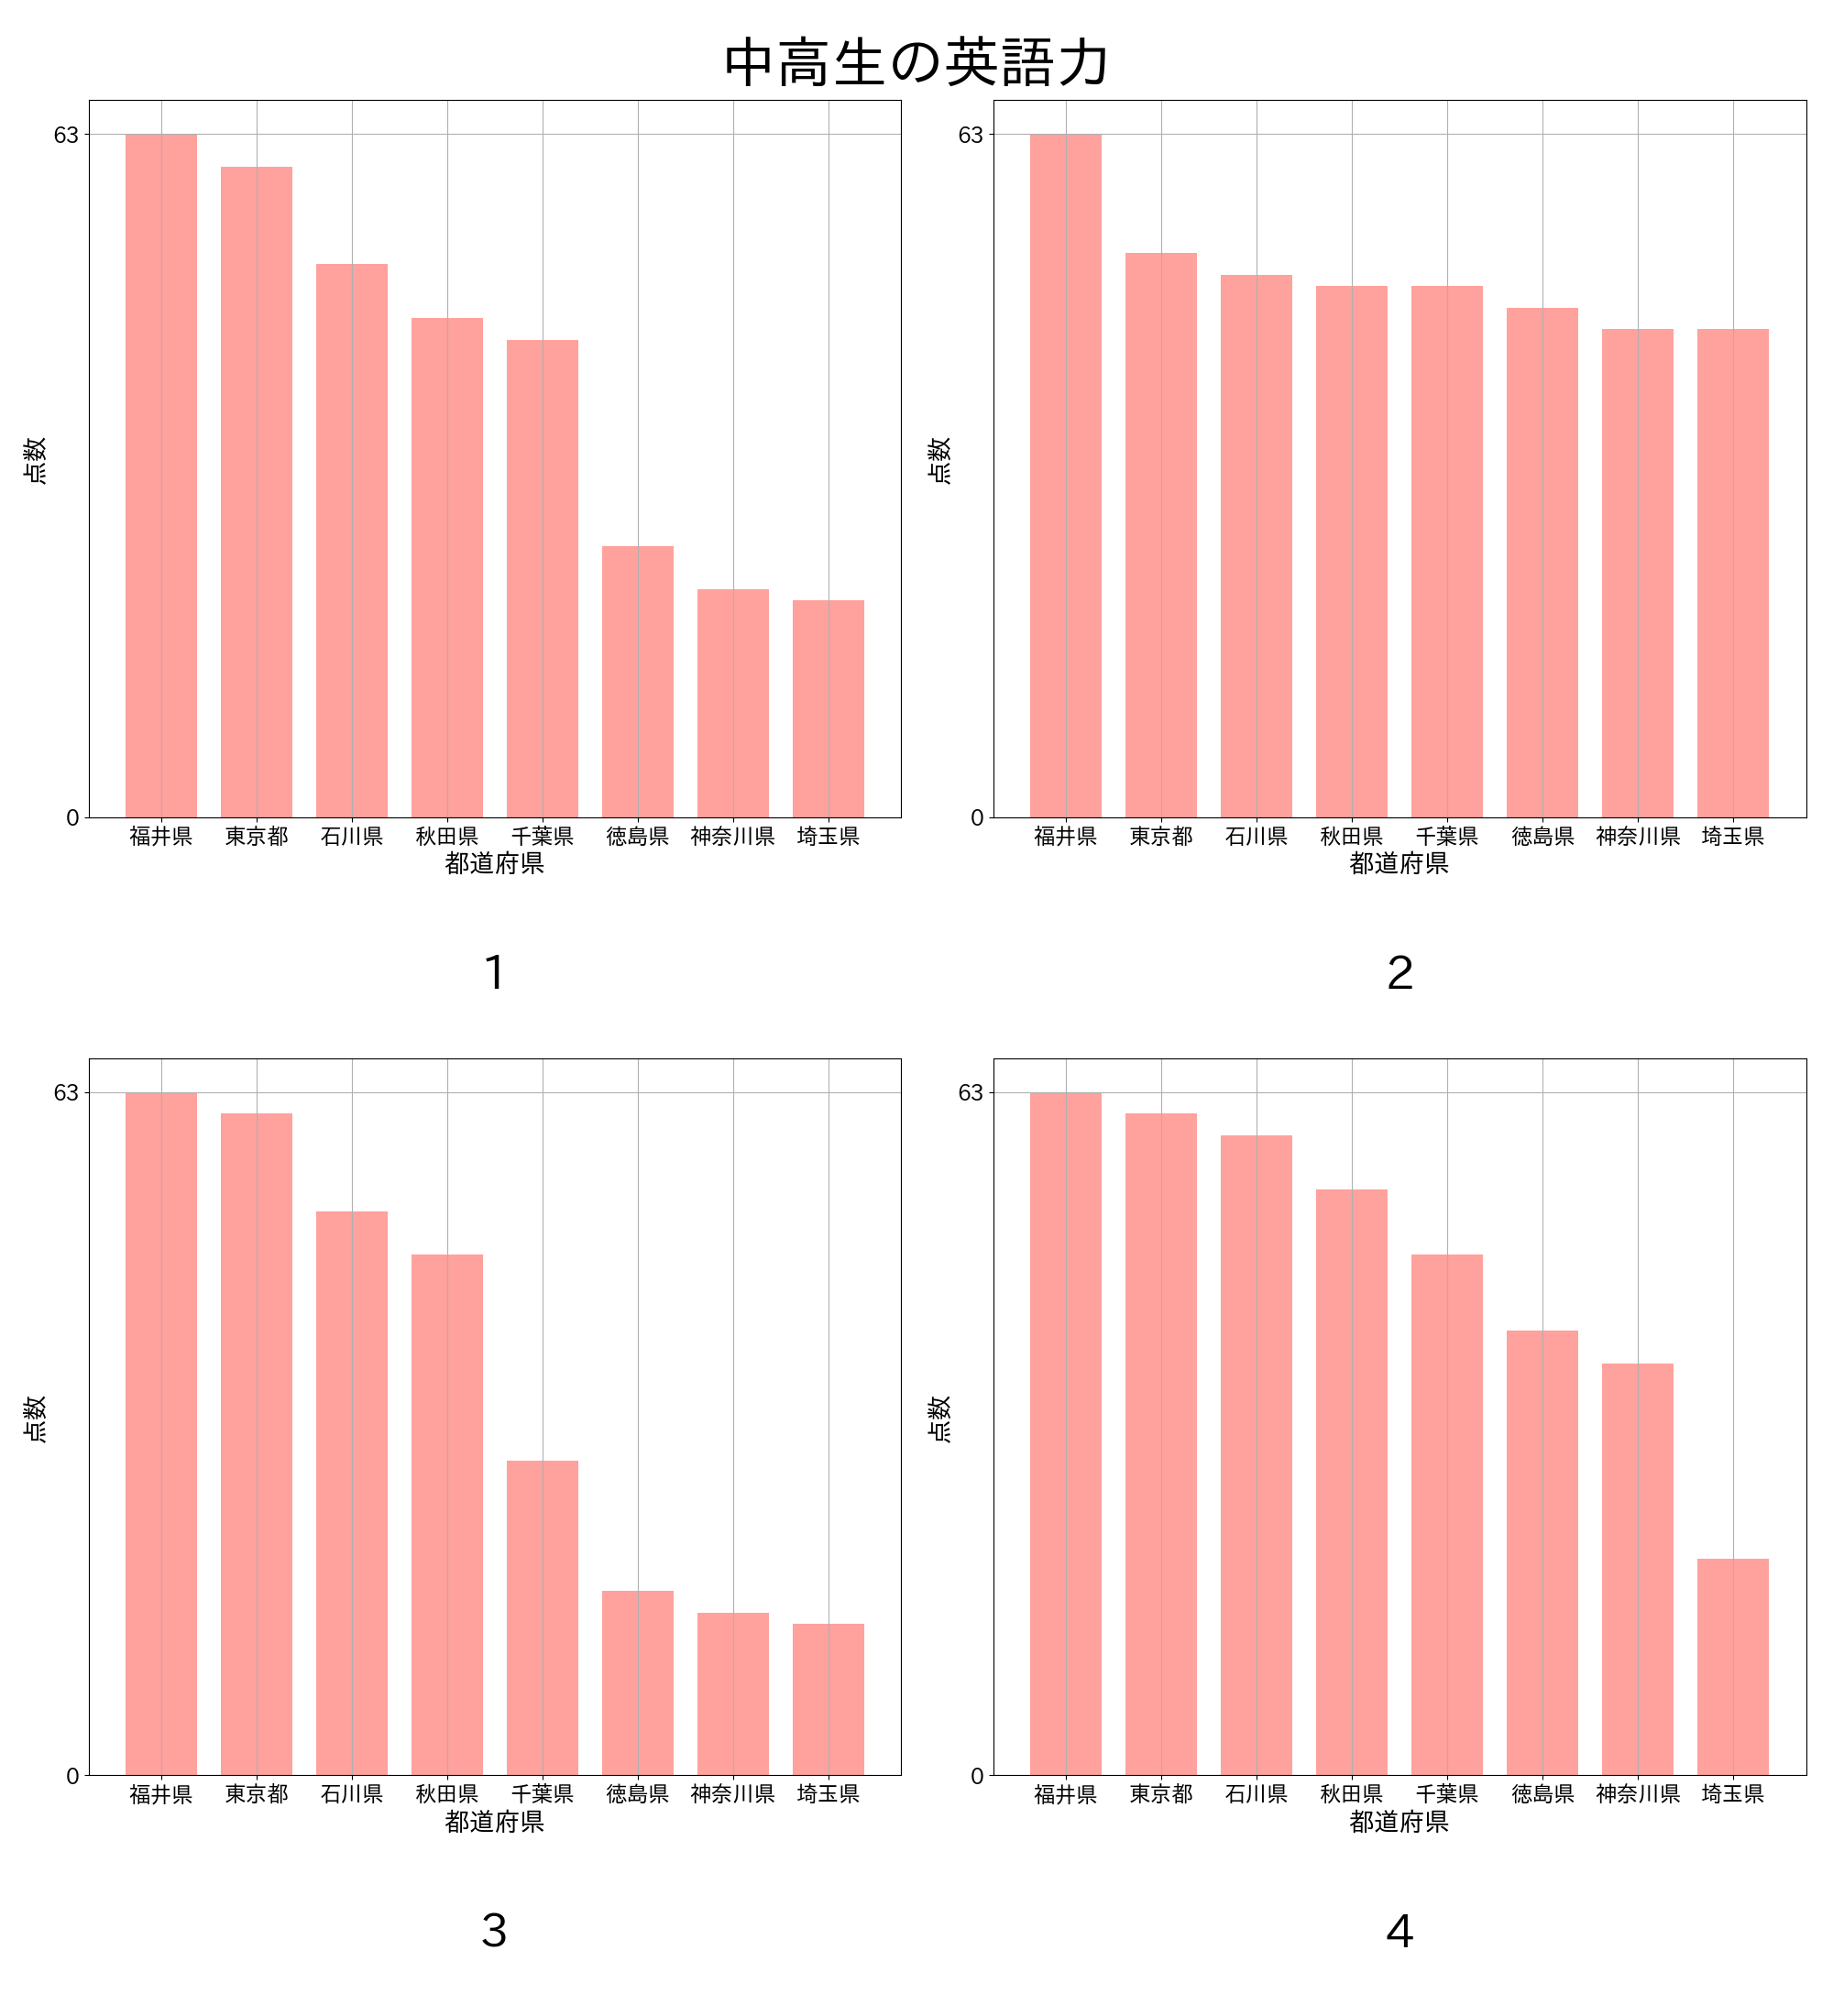 中高生の英語力
63
0
点数
福井県 東京都 石川県 秋田県 千葉県 徳島県 神奈川県 埼玉県
都道府県
1
63
0
点数
福井県 東京都 石川県 秋田県 千葉県 徳島県 神奈川県 埼玉県
都道府県
2
63
0
点数
福井県 東京都 石川県 秋田県 千葉県 徳島県 神奈川県 埼玉県
都道府県
3
63
0
点数
福井県 東京都 石川県 秋田県 千葉県 徳島県 神奈川県 埼玉県
都道府県
4